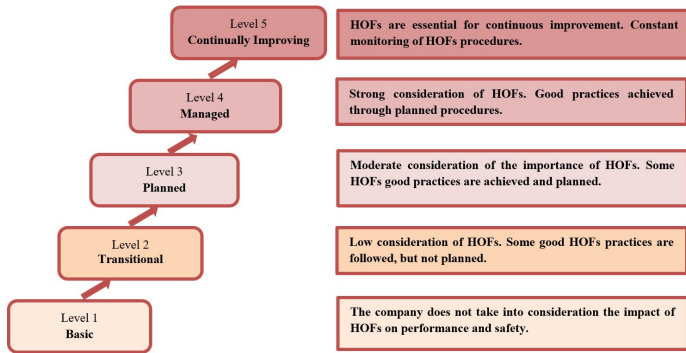 Level 5
Continually Improving
HOFs are essential for continuous improvement. Constant
monitoring of HOFs procedures.
Level 4
Managed
Strong consideration of HOFs. Good practices achieved
through planned procedures.
Level 3
Planned
Moderate consideration of the importance of HOFs. Some
HOFs good practices are achieved and planned.
Level 2
Transitional
Low consideration of HOFs. Some good HOFs practices are
followed, but not planned.
Level 1
Basic
The company does not take into consideration the impact of
HOFs on performance and safety.